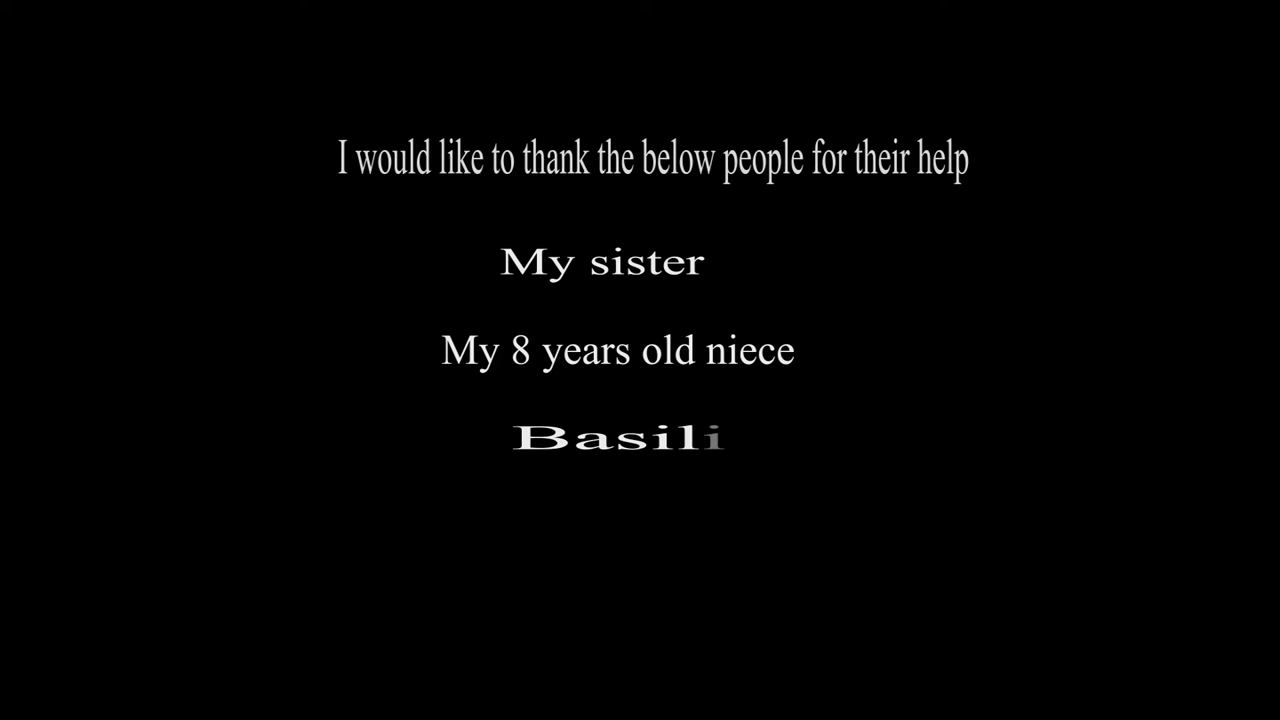 I would like to thank the below people for their help
My sister
My 8 years old niece
Basili